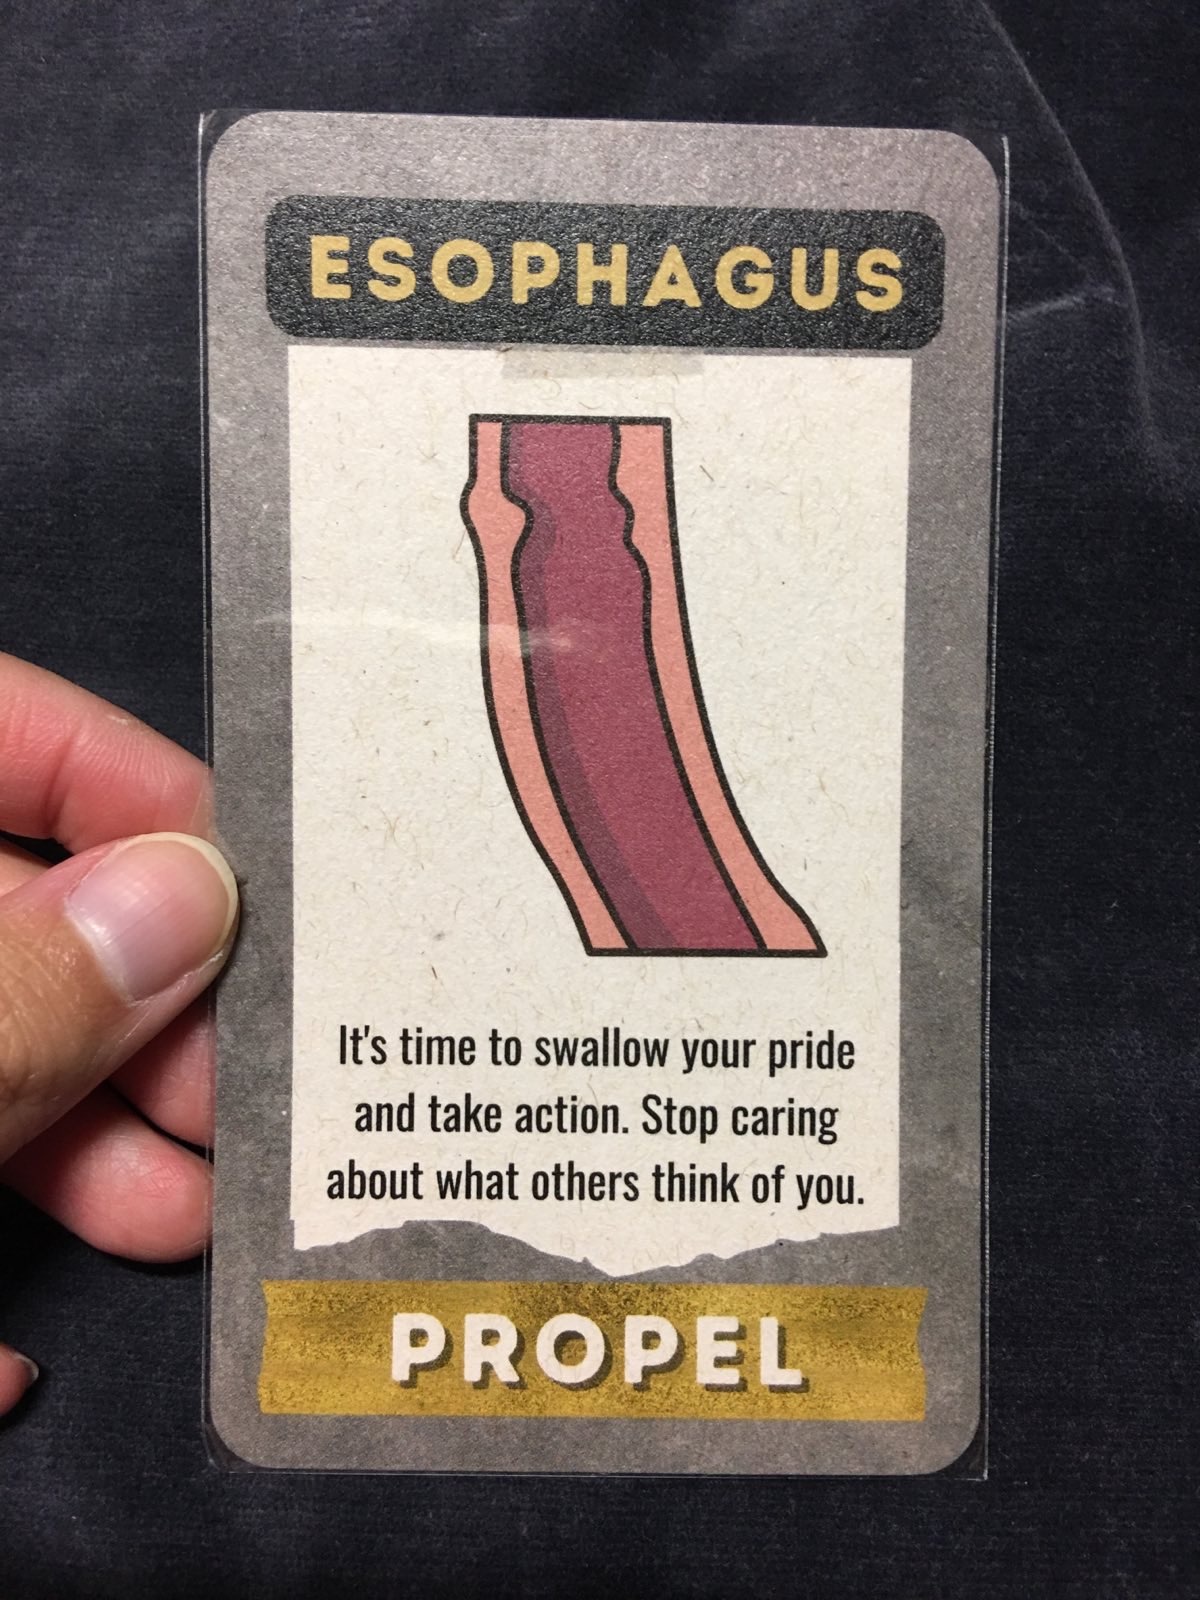 ESOPHAGUS
It's time to swallow your pride
and take action. Stop caring
about what others think of you.
PROPEL